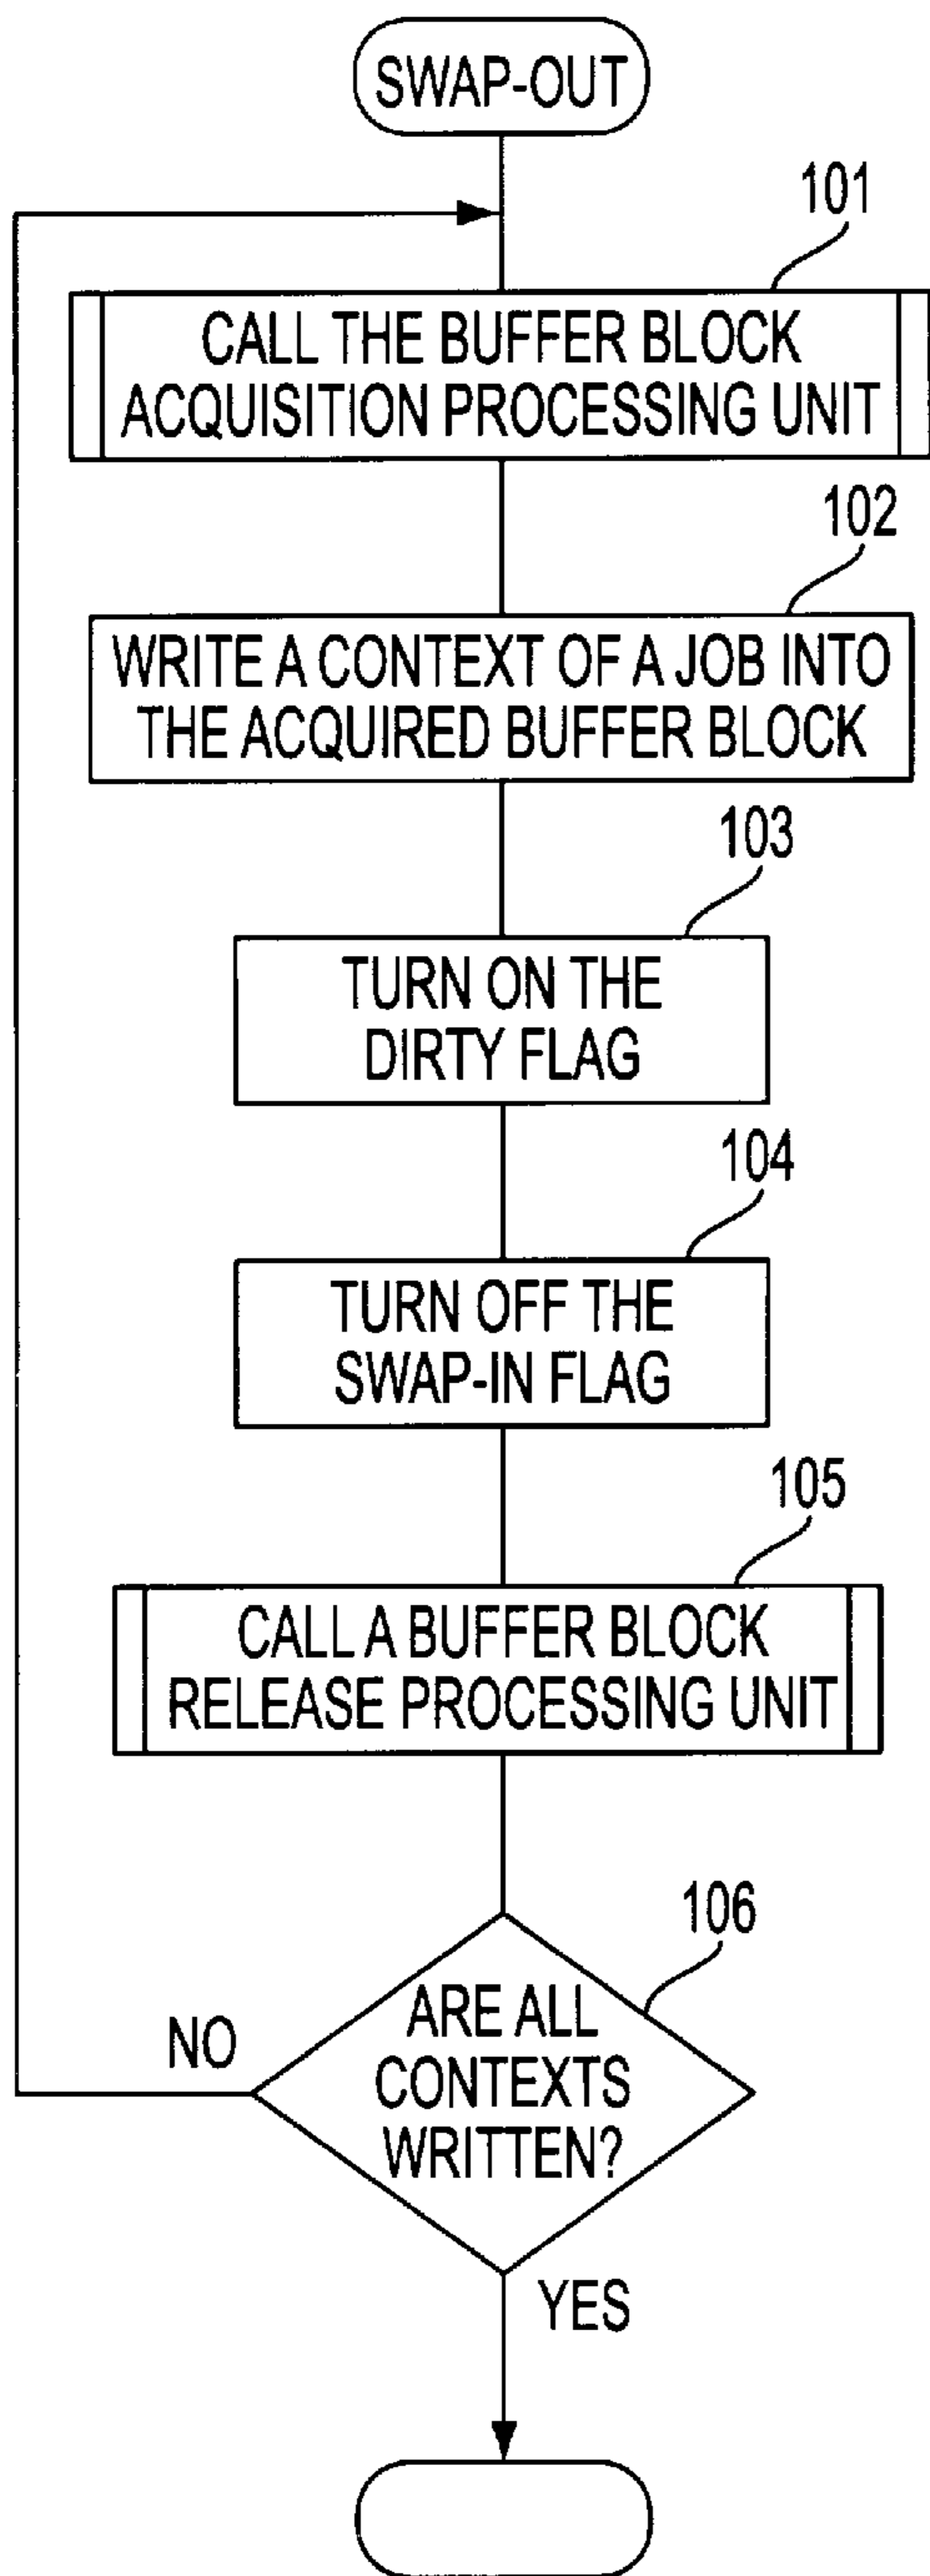 SWAP-OUT
101
CALL THE BUFFER BLOCK
ACQUISITION PROCESSING UNIT
102
WRITE A CONTEXT OF A JOB INTO
THE ACQUIRED BUFFER BLOCK
103
TURN ON THE
DIRTY FLAG
104
TURN OFF THE
SWAP-IN FLAG
105
CALL A BUFFER BLOCK
RELEASE PROCESSING UNIT
106
ARE ALL
CONTEXTS
WRITTEN?
NO
YES